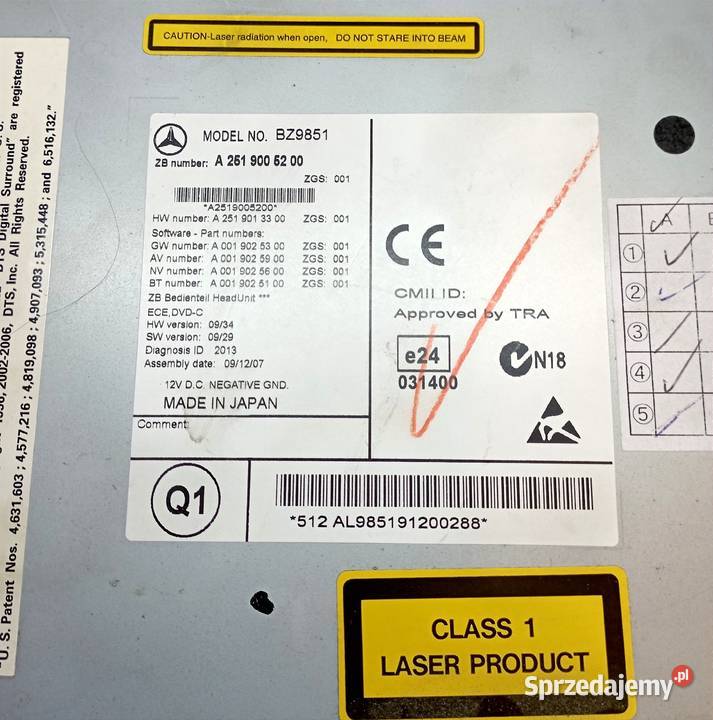 CAUTION-Laser radiation when open, DO NOT STARE INTO BEAM
MODEL NO. BZ9851
ZB number: A 251 900 52 00
ZGS: 001
*A2519005200*
HW number: A 251 901 33 00 ZGS: 001
Software - Part numbers:
GW number: A 001 902 53 00 ZGS: 001
AV number: A 001 902 59 00 ZGS: 001
NV number: A 001 902 56 00 ZGS: 001
BT number: A 001 902 51 00 ZGS: 001
ZB Bedienteil HeadUnit ***
ECE,DVD-C
HW version: 09/34
SW version: 09/29
Diagnosis ID 2013
Assembly date: 09/12/07
12V D.C. NEGATIVE GND.
MADE IN JAPAN
Comment:
CE
CMII ID:
Approved by TRA
e24
031400
N18
Q1
*512 AL985191200288*
CLASS 1
LASER PRODUCT
A
1
2
3
4
5
DTS Digital Surround" are registered
2002-2006, DTS, Inc. All Rights Reserved.
"U.S. Patent Nos. 4,631,603 ; 4,577,216 ; 4,819,098 ; 4,907,093 ; 5,315,448 ; and 6,516,132."
Sprzedajemy.pl